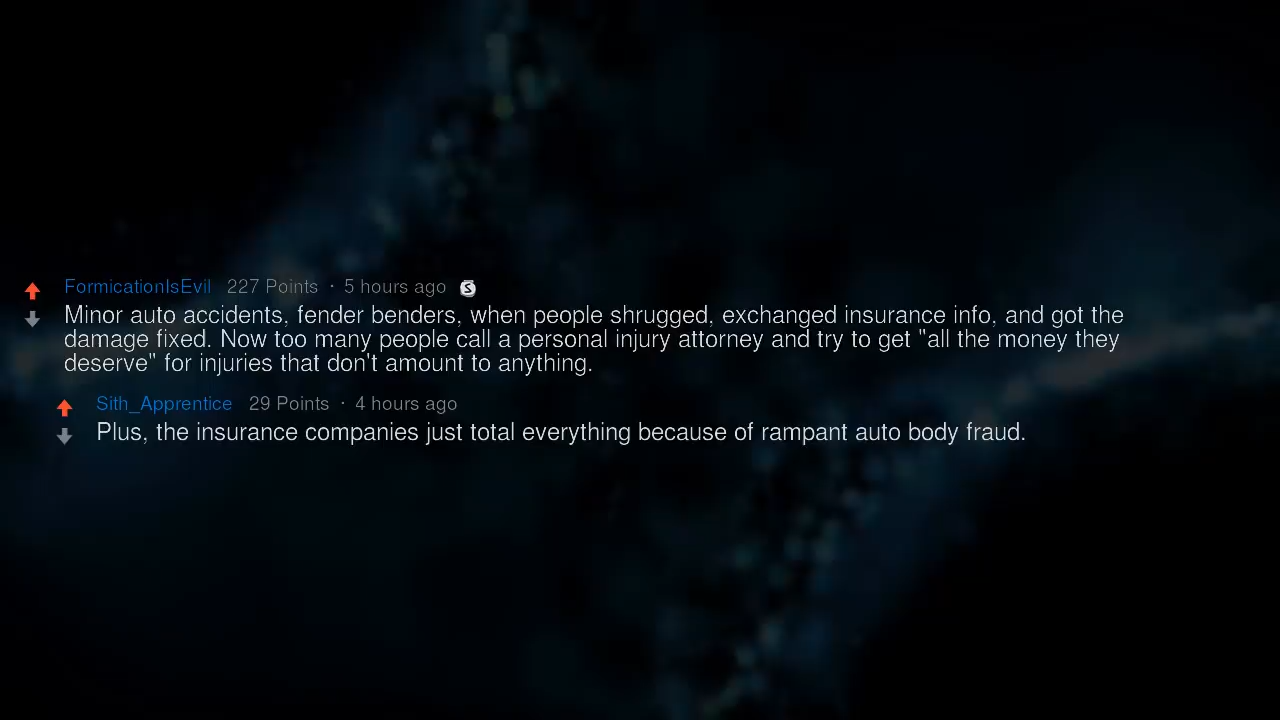 FormicationIsEvil 227 Points · 5 hours ago S
Minor auto accidents, fender benders, when people shrugged, exchanged insurance info, and got the
damage fixed. Now too many people call a personal injury attorney and try to get "all the money they
deserve" for injuries that don't amount to anything.
Sith_Apprentice 29 Points · 4 hours ago
Plus, the insurance companies just total everything because of rampant auto body fraud.